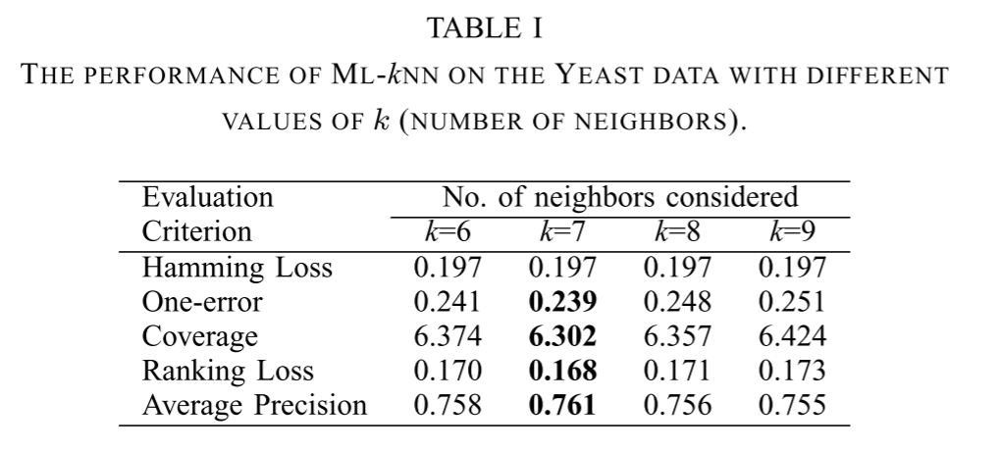 TABLE I
THE PERFORMANCE OF ML-kNN ON THE YEAST DATA WITH DIFFERENT
VALUES OF k (NUMBER OF NEIGHBORS).
Evaluation No. of neighbors considered
Criterion k=6 k=7 k=8 k=9
Hamming Loss 0.197 0.197 0.197 0.197
One-error 0.241 0.239 0.248 0.251
Coverage 6.374 6.302 6.357 6.424
Ranking Loss 0.170 0.168 0.171 0.173
Average Precision 0.758 0.761 0.756 0.755